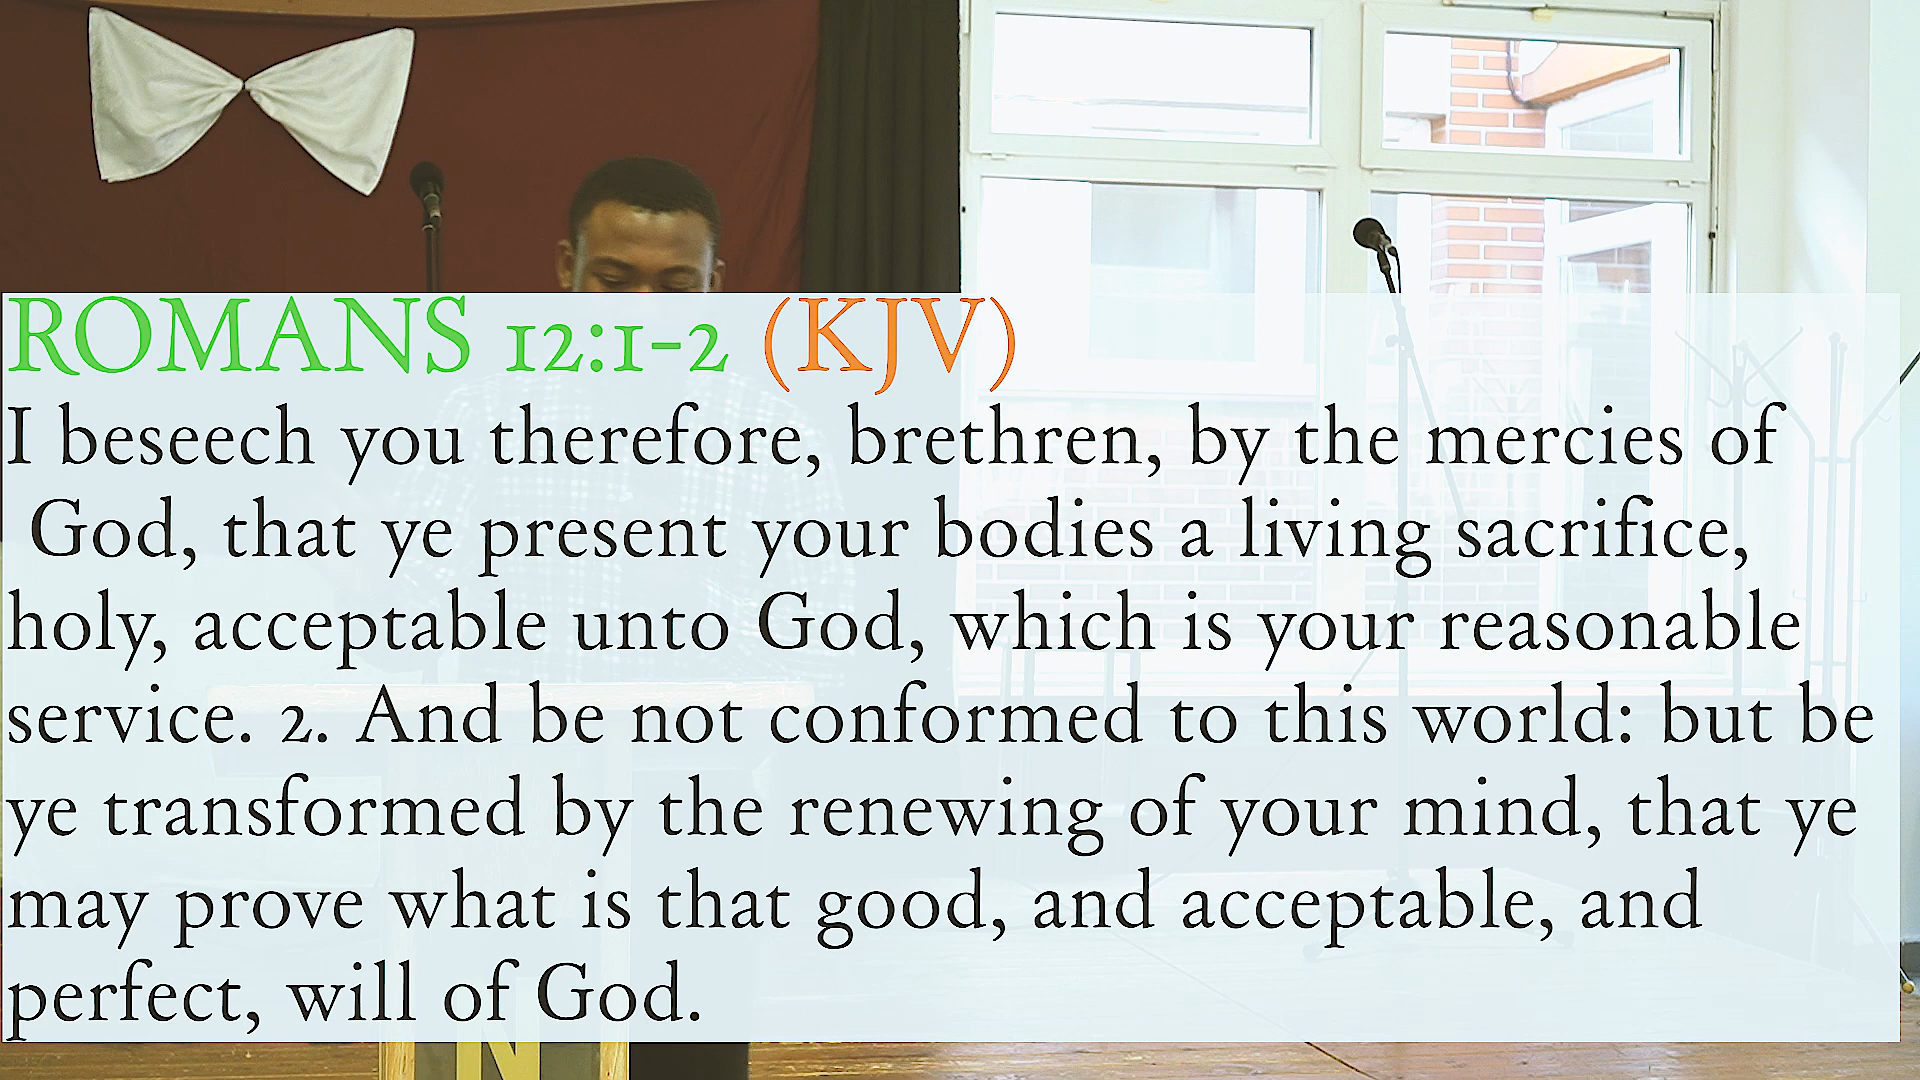 ROMANS 12:1-2 (KJV)
I beseech you therefore, brethren, by the mercies of
God, that ye present your bodies a living sacrifice,
holy, acceptable unto God, which is your reasonable
service. 2. And be not conformed to this world: but be
ye transformed by the renewing of your mind, that ye
may prove what is that good, and acceptable, and
perfect, will of God.
N